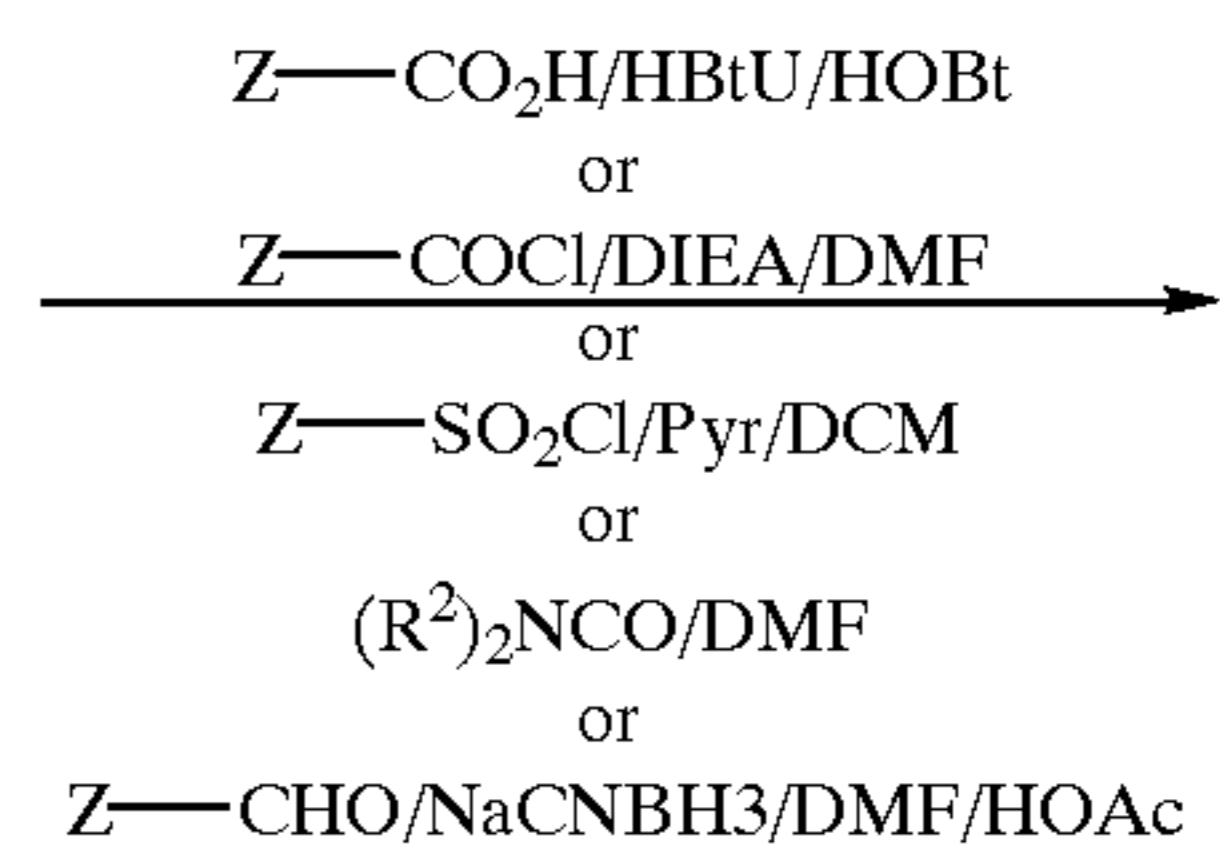 Z—CO₂H/HBtU/HOBt
or
Z—COCl/DIEA/DMF
or
Z—SO₂Cl/Pyr/DCM
or
(R²)₂NCO/DMF
or
Z—CHO/NaCNBH3/DMF/HOAc